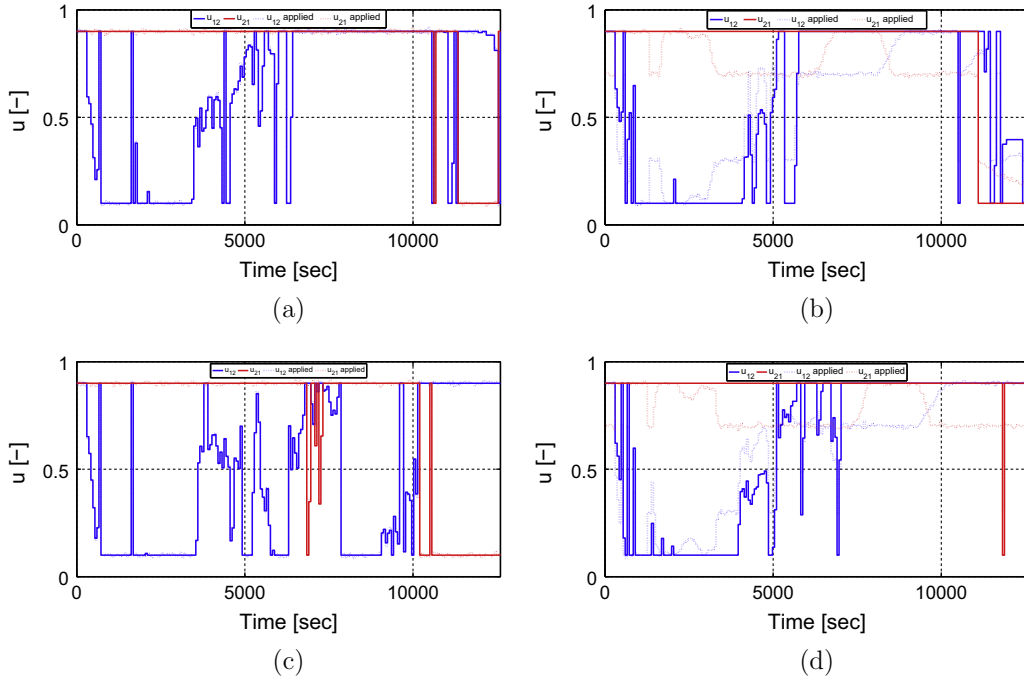 u12 u21 u12 applied u21 applied
1
0.5
0
u [–]
0 5000 10000
Time [sec]
(a)
u12 u21 u12 applied u21 applied
1
0.5
0
u [–]
0 5000 10000
Time [sec]
(b)
u12 u21 u12 applied u21 applied
1
0.5
0
u [–]
0 5000 10000
Time [sec]
(c)
u12 u21 u12 applied u21 applied
1
0.5
0
u [–]
0 5000 10000
Time [sec]
(d)